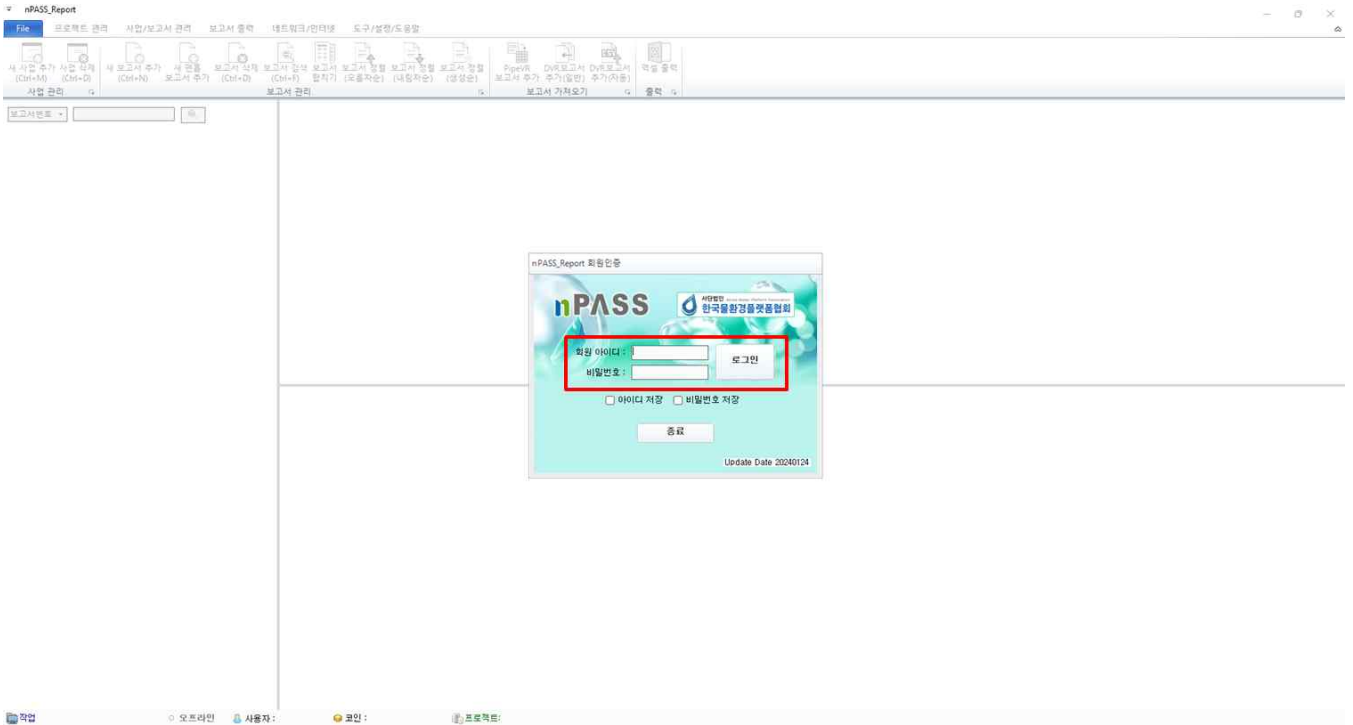 nPASS_Report
File 프로젝트 관리 사업/보고서 관리 보고서 출력 네트워크/인터넷 도구/설정/도움말
새 사업 추가 사업 삭제 새 보고서 추가 새 맨홀 보고서 삭제 보고서 검색 보고서 보고서 정렬 보고서 정렬 보고서 정렬 PipeVR DVR보고서 DVR보고서 엑셀 출력
(Ctrl+M) (Ctrl+D) (Ctrl+N) 보고서 추가 (Ctrl+D) (Ctrl+F) 합치기 (오름차순) (내림차순) (생성순) 보고서 추가 추가(일반) 추가(자동)
사업 관리 보고서 관리 보고서 가져오기 출력
보고서번호
nPASS_Report 회원인증
nPASS
사단법인
한국물환경플랫폼협회
회원 아이디 :
로그인
비밀번호 :
아이디 저장 비밀번호 저장
종료
Update Date 20240124
작업 오프라인 사용자 : 코인 : 프로젝트: